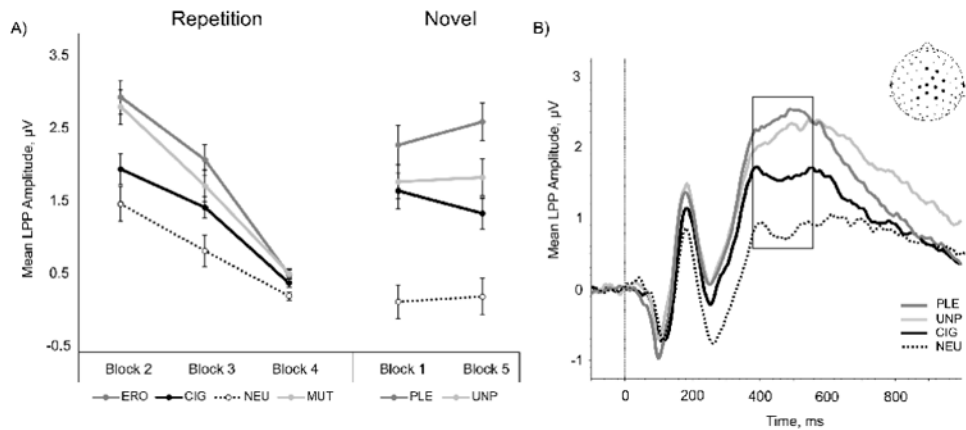 A)
Repetition
Novel
Mean LPP Amplitude, µV
3.5
2.5
1.5
0.5
-0.5
Block 2
Block 3
Block 4
Block 1
Block 5
ERO
CIG
NEU
MUT
PLE
UNP
B)
Mean LPP Amplitude, µV
3
2
1
0
-1
0
200
400
600
800
Time, ms
PLE
UNP
CIG
NEU